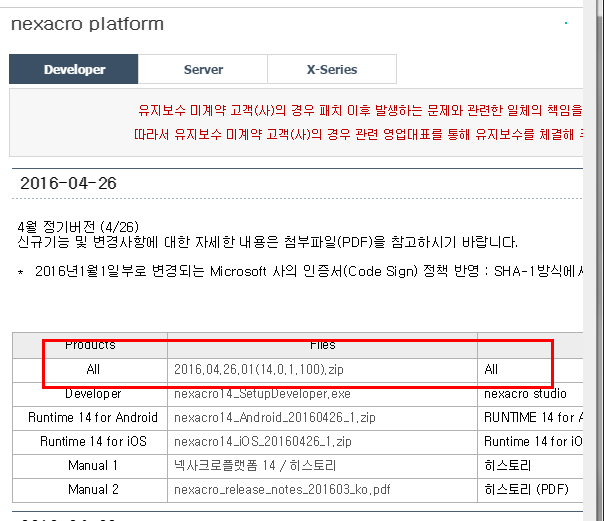 nexacro platform
Developer Server X-Series
유지보수 미계약 고객(사)의 경우 패치 이후 발생하는 문제와 관련한 일체의 책임을
따라서 유지보수 미계약 고객(사)의 경우 관련 영업대표를 통해 유지보수를 체결해
2016-04-26
4월 정기버전 (4/26)
신규기능 및 변경사항에 대한 자세한 내용은 첨부파일(PDF)을 참고하시기 바랍니다.
* 2016년1월1일부로 변경되는 Microsoft 사의 인증서(Code Sign) 정책 반영 : SHA-1방식에서
Products Files
All 2016.04.26.01(14.0.1.100).zip All
Developer nexacro14_SetupDeveloper.exe nexacro studio
Runtime 14 for Android nexacro14_Android_20160426_1.zip RUNTIME 14 for A
Runtime 14 for iOS nexacro14_iOS_20160426_1.zip Runtime 14 for iO
Manual 1 넥사크로플랫폼 14 / 히스토리 히스토리
Manual 2 nexacro_release_notes_201603_ko.pdf 히스토리 (PDF)